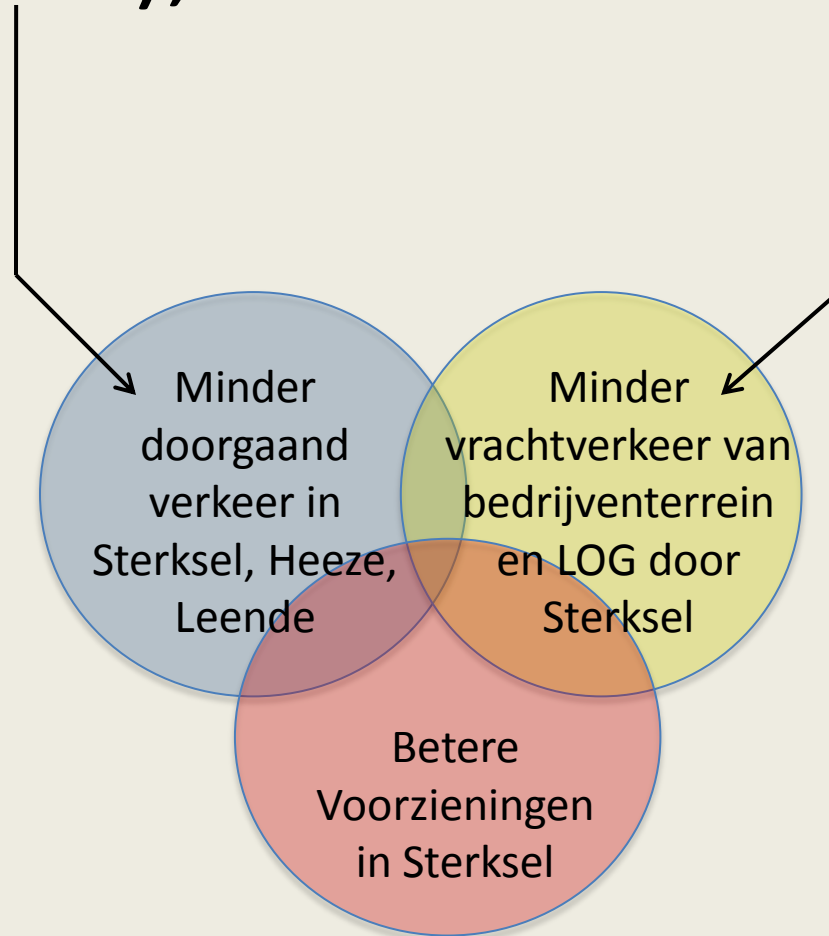 Minder
doorgaand
verkeer in
Sterksel, Heeze,
Leende
Minder
vrachtverkeer van
bedrijventerrein
en LOG door
Sterksel
Betere
Voorzieningen
in Sterksel